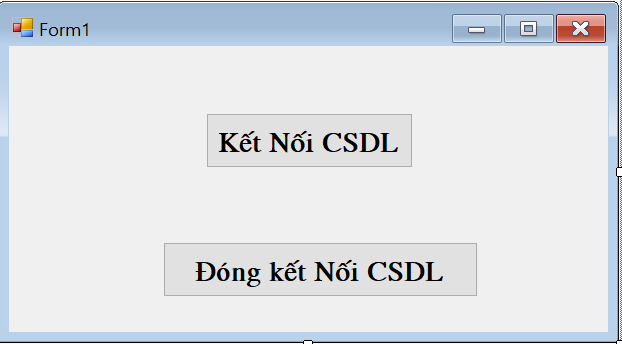 Form1
Kết Nối CSDL
Đóng kết Nối CSDL